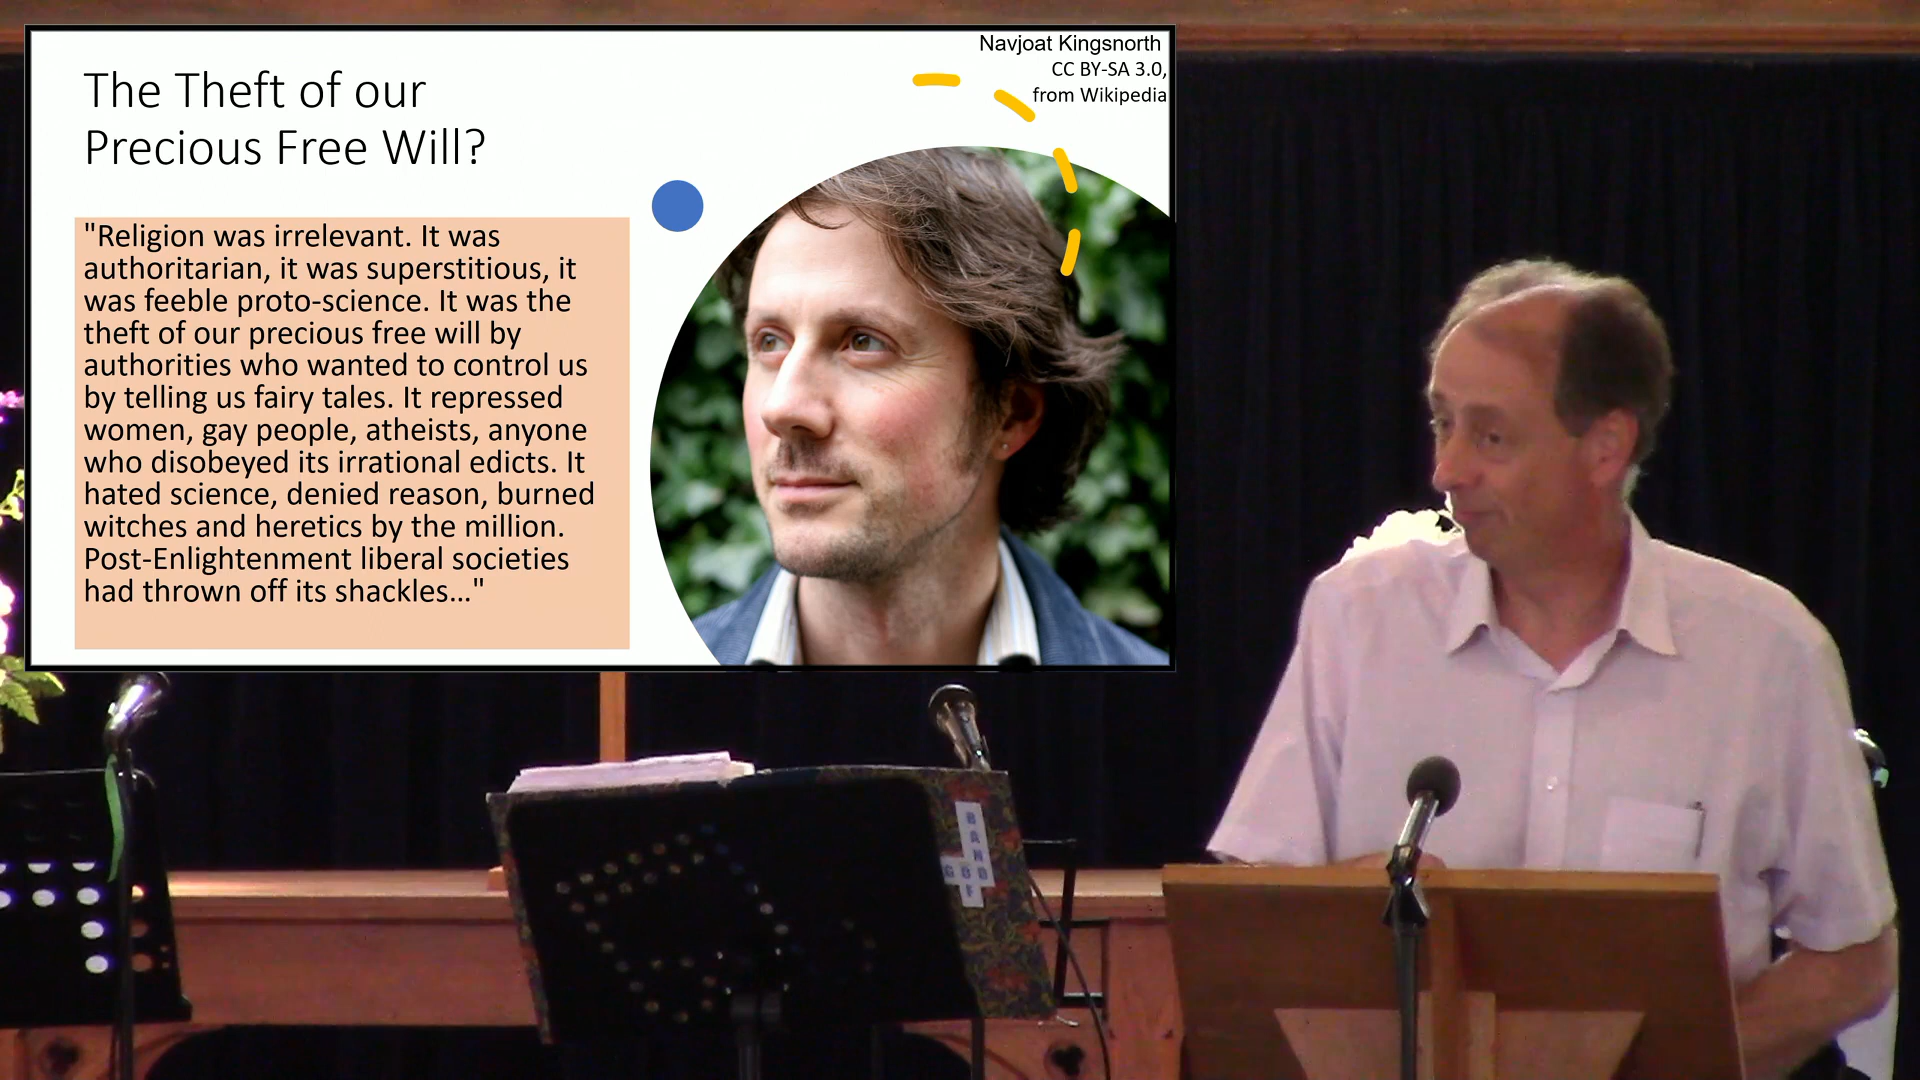 The Theft of our
Precious Free Will?
Navjoat Kingsnorth
CC BY-SA 3.0,
from Wikipedia
"Religion was irrelevant. It was
authoritarian, it was superstitious, it
was feeble proto-science. It was the
theft of our precious free will by
authorities who wanted to control us
by telling us fairy tales. It repressed
women, gay people, atheists, anyone
who disobeyed its irrational edicts. It
hated science, denied reason, burned
witches and heretics by the million.
Post-Enlightenment liberal societies
had thrown off its shackles..."